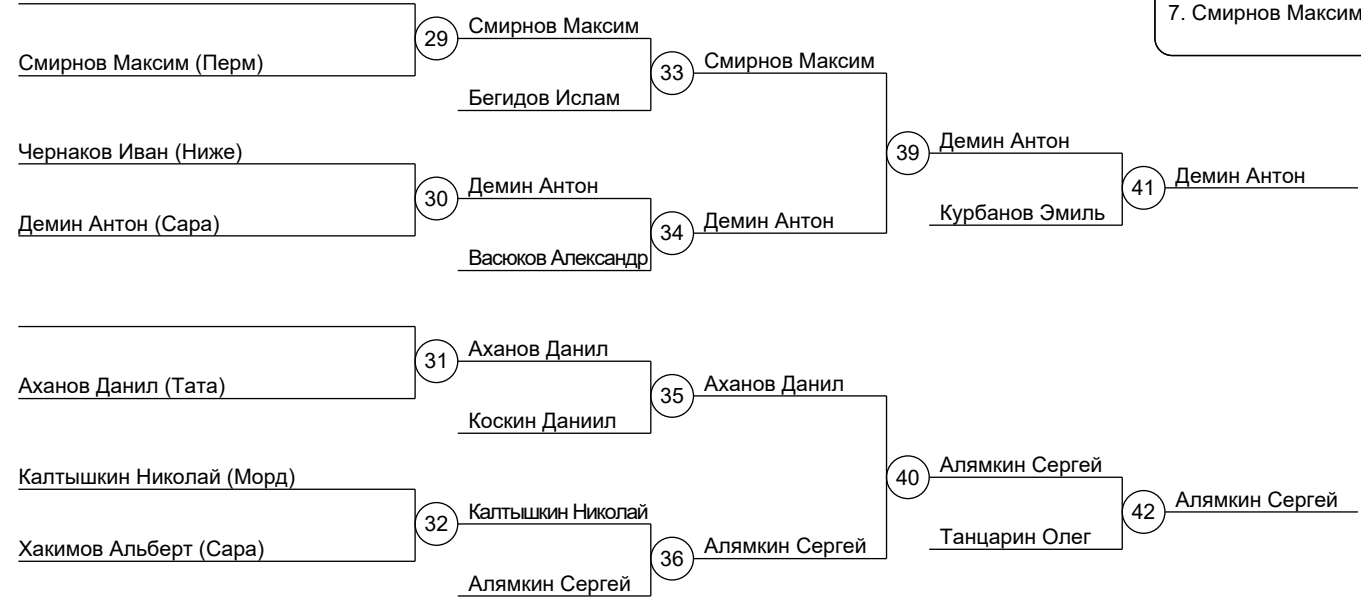 7. Смирнов Максим
29
Смирнов Максим
Смирнов Максим (Перм)
33
Смирнов Максим
Бегидов Ислам
Чернаков Иван (Ниже)
39
Демин Антон
30
Демин Антон
41
Демин Антон
Демин Антон (Сара)
34
Демин Антон
Курбанов Эмиль
Васюков Александр
31
Аханов Данил
Аханов Данил (Тата)
35
Аханов Данил
Коскин Даниил
Калтышкин Николай (Морд)
40
Алямкин Сергей
32
Калтышкин Николай
42
Алямкин Сергей
Хакимов Альберт (Сара)
36
Алямкин Сергей
Танцарин Олег
Алямкин Сергей